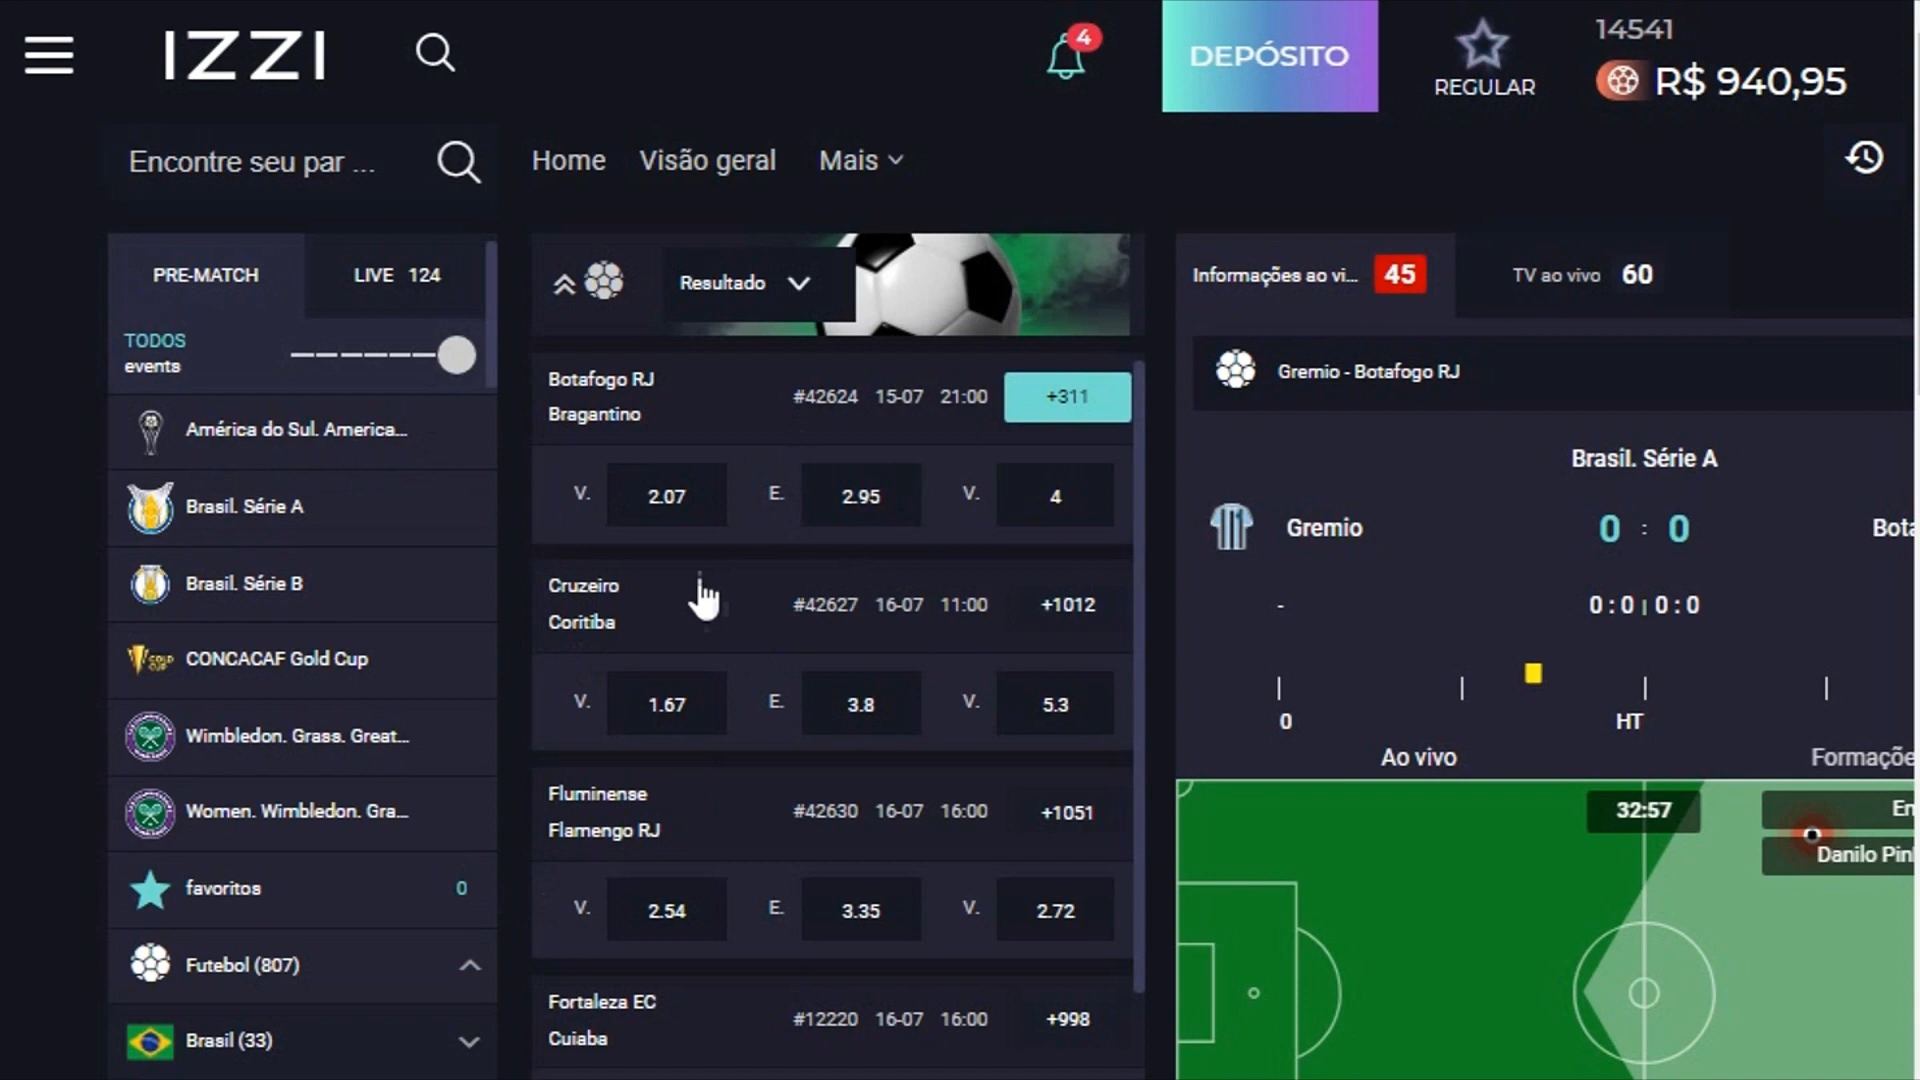 IZZI
4
DEPÓSITO
REGULAR
14541
R$ 940,95
Encontre seu par ...
Home
Visão geral
Mais
PRE-MATCH
LIVE 124
TODOS
events
América do Sul. America...
Brasil. Série A
Brasil. Série B
GOLD CUP
CONCACAF Gold Cup
Wimbledon. Grass. Great...
Women. Wimbledon. Gra...
favoritos 0
Futebol (807)
Brasil (33)
Resultado
Botafogo RJ
Bragantino
#42624 15-07 21:00 +311
V. 2.07 E. 2.95 V. 4
Cruzeiro
Coritiba
#42627 16-07 11:00 +1012
V. 1.67 E. 3.8 V. 5.3
Fluminense
Flamengo RJ
#42630 16-07 16:00 +1051
V. 2.54 E. 3.35 V. 2.72
Fortaleza EC
Cuiaba
#12220 16-07 16:00 +998
Informações ao vi... 45
TV ao vivo 60
Gremio - Botafogo RJ
Brasil. Série A
Gremio 0 : 0 Bota
- 0 : 0 | 0 : 0
0 HT
Ao vivo Formaçõe
32:57
En
Danilo Pin